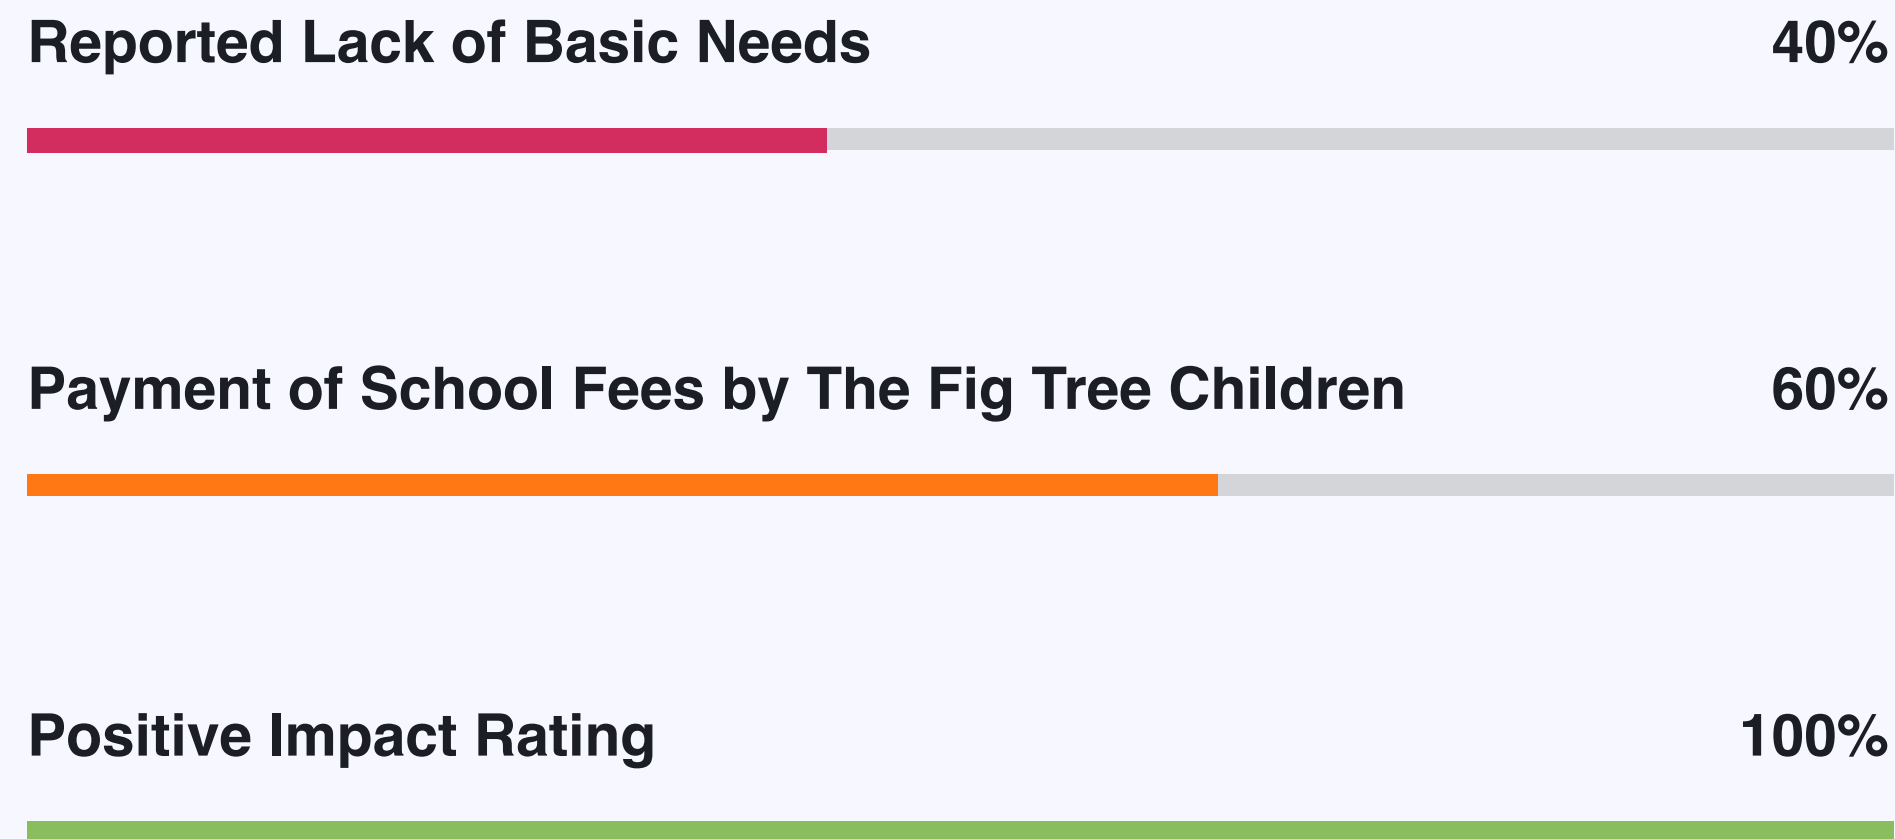 Reported Lack of Basic Needs 40%
Payment of School Fees by The Fig Tree Children 60%
Positive Impact Rating 100%